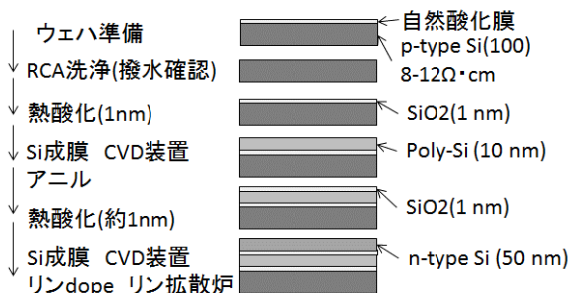 ウェハ準備
自然酸化膜
p-type Si(100)
8-12Ω・cm
RCA洗浄(撥水確認)
熱酸化(1nm)
SiO2(1 nm)
Si成膜 CVD装置
アニル
Poly-Si (10 nm)
熱酸化(約1nm)
SiO2(1 nm)
Si成膜 CVD装置
リンdope リン拡散炉
n-type Si (50 nm)